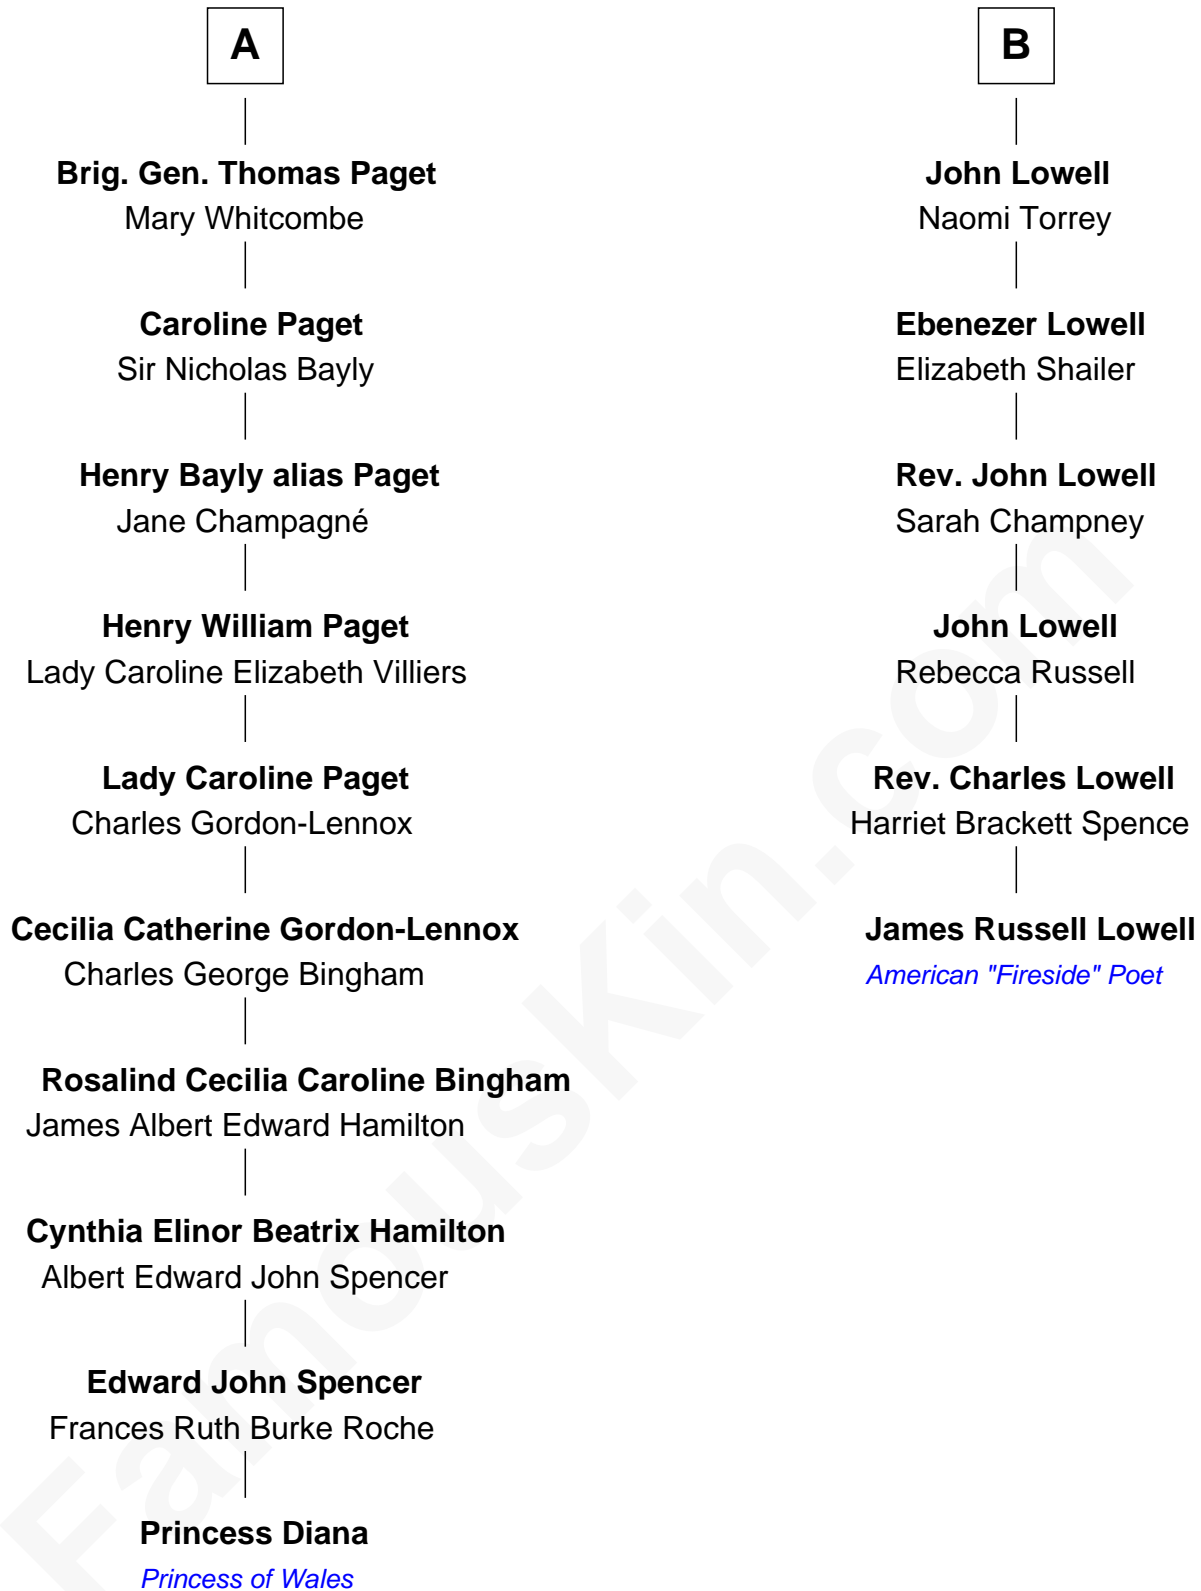 A
Brig. Gen. Thomas Paget
Mary Whitcombe
Caroline Paget
Sir Nicholas Bayly
Henry Bayly alias Paget
Jane Champagné
Henry William Paget
Lady Caroline Elizabeth Villiers
Lady Caroline Paget
Charles Gordon-Lennox
Cecilia Catherine Gordon-Lennox
Charles George Bingham
Rosalind Cecilia Caroline Bingham
James Albert Edward Hamilton
Cynthia Elinor Beatrix Hamilton
Albert Edward John Spencer
Edward John Spencer
Frances Ruth Burke Roche
Princess Diana
Princess of Wales
B
John Lowell
Naomi Torrey
Ebenezer Lowell
Elizabeth Shailer
Rev. John Lowell
Sarah Champney
John Lowell
Rebecca Russell
Rev. Charles Lowell
Harriet Brackett Spence
James Russell Lowell
American "Fireside" Poet
FamousKin.com